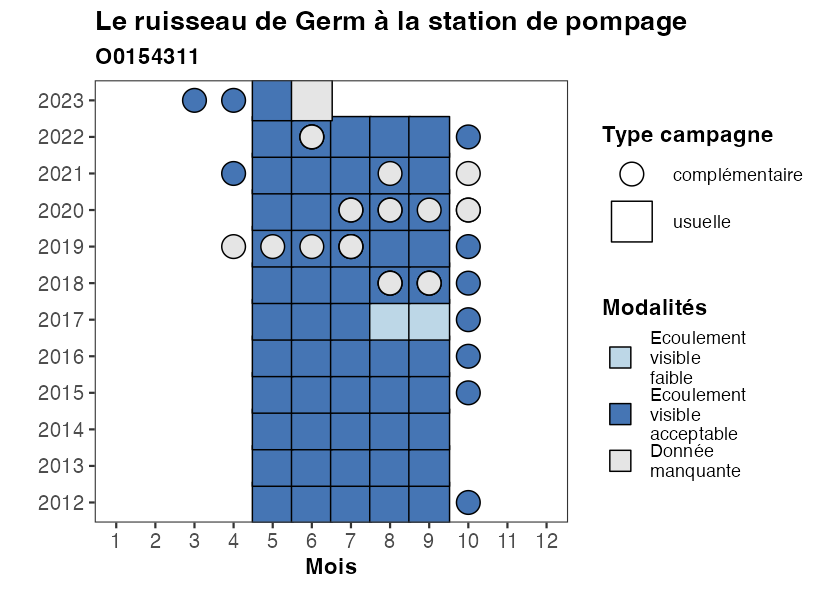 Le ruisseau de Germ à la station de pompage
O0154311
2023
2022
2021
2020
2019
2018
2017
2016
2015
2014
2013
2012
1 2 3 4 5 6 7 8 9 10 11 12
Mois
Type campagne
complémentaire
usuelle
Modalités
Ecoulement
visible
faible
Ecoulement
visible
acceptable
Donnée
manquante